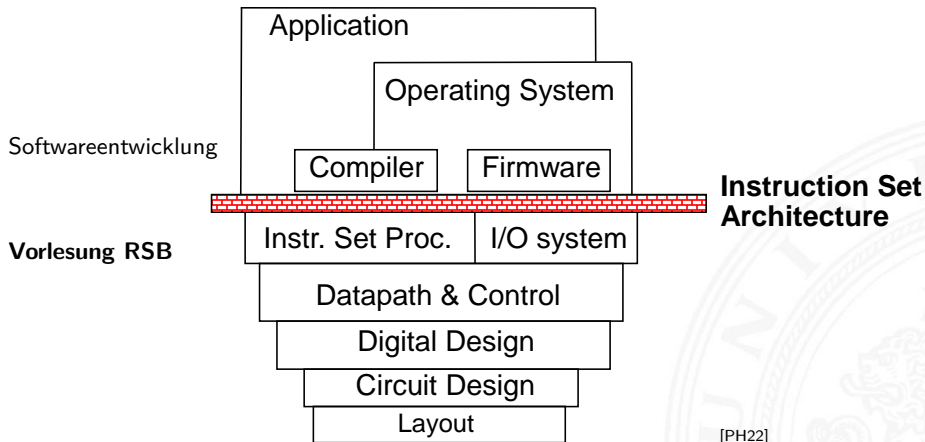 Application
Operating System
Softwareentwicklung
Compiler
Firmware
Instruction Set
Architecture
Vorlesung RSB
Instr. Set Proc.
I/O system
Datapath & Control
Digital Design
Circuit Design
Layout
[PH22]
U N I